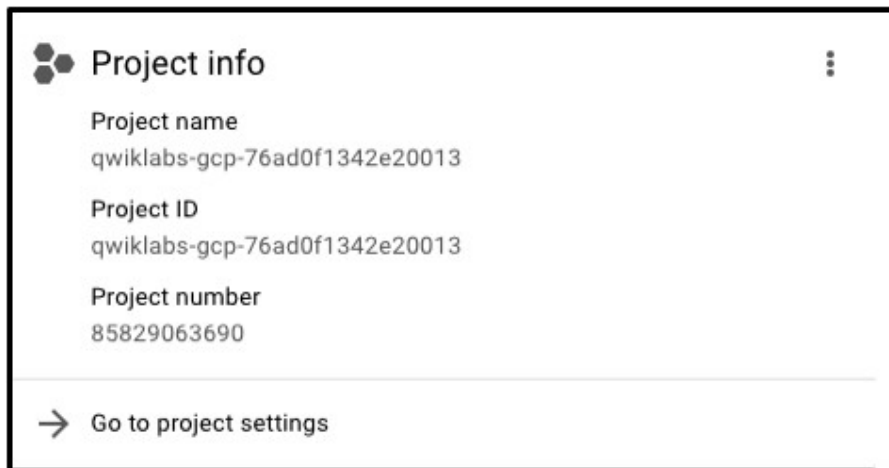 Project info
Project name
qwiklabs-gcp-76ad0f1342e20013
Project ID
qwiklabs-gcp-76ad0f1342e20013
Project number
85829063690
Go to project settings